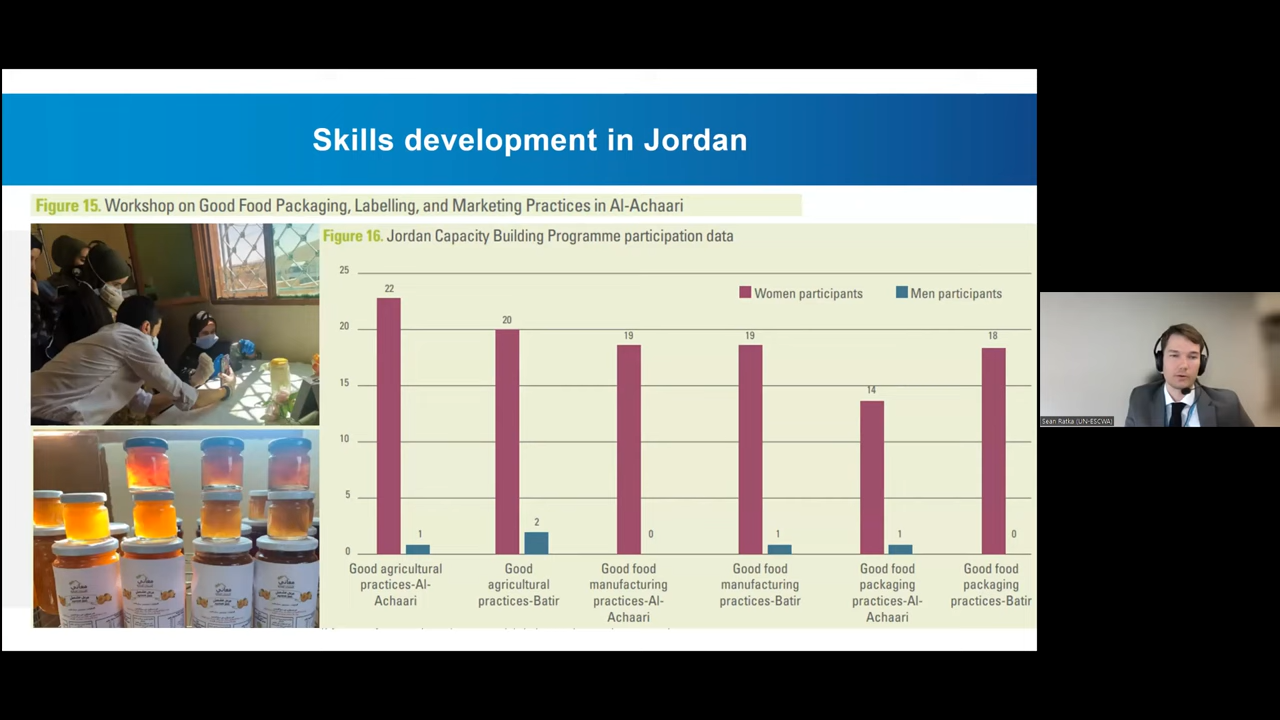 Skills development in Jordan
Figure 15. Workshop on Good Food Packaging, Labelling, and Marketing Practices in Al-Achaari
Figure 16. Jordan Capacity Building Programme participation data
25
20
15
10
5
0
Women participants
Men participants
22
1
20
2
19
0
19
1
14
1
18
0
Good agricultural
practices-Al-
Achaari
Good
agricultural
practices-Batir
Good food
manufacturing
practices-Al-
Achaari
Good food
manufacturing
practices-Batir
Good food
packaging
practices-Al-
Achaari
Good food
packaging
practices-Batir
Sean Ratka (UN-ESCWA)